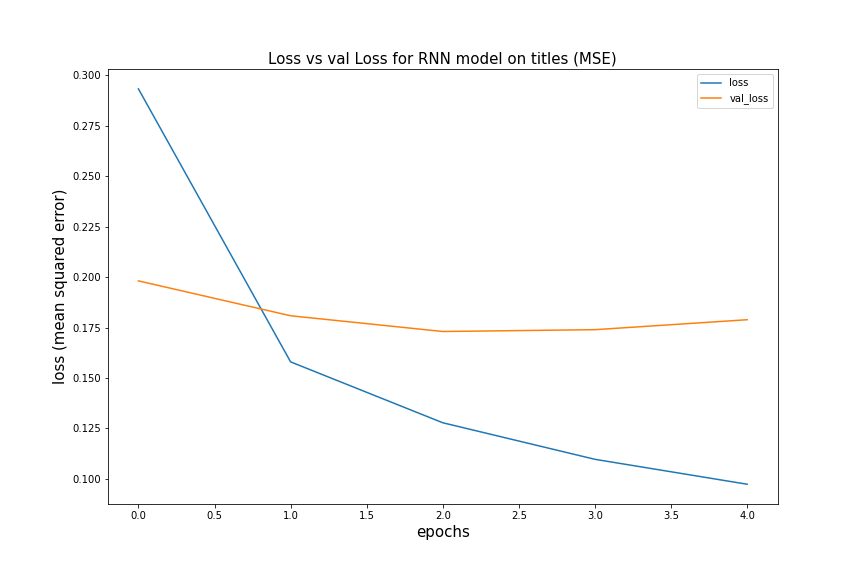 Loss vs val Loss for RNN model on titles (MSE)
loss
val_loss
0.300
0.275
0.250
0.225
0.200
0.175
0.150
0.125
0.100
loss (mean squared error)
0.0 0.5 1.0 1.5 2.0 2.5 3.0 3.5 4.0
epochs